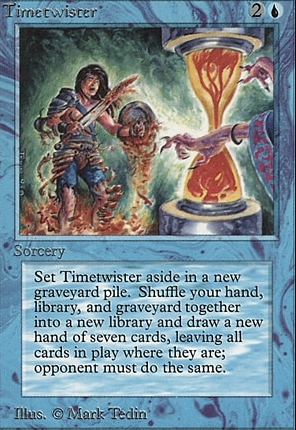 Timetwister 2
Sorcery
Set Timetwister aside in a new
graveyard pile. Shuffle your hand,
library, and graveyard together
into a new library and draw a new
hand of seven cards, leaving all
cards in play where they are;
opponent must do the same.
Illus. © Mark Tedin